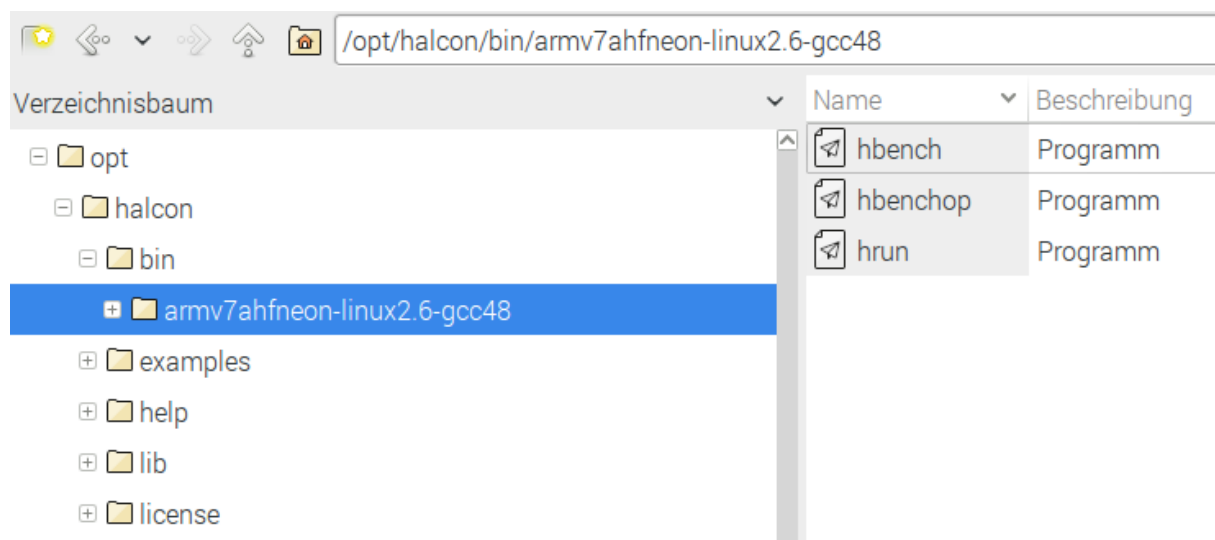 /opt/halcon/bin/armv7ahfneon-linux2.6-gcc48
Verzeichnisbaum
opt
halcon
bin
armv7ahfneon-linux2.6-gcc48
examples
help
lib
license
Name Beschreibung
hbench Programm
hbenchop Programm
hrun Programm